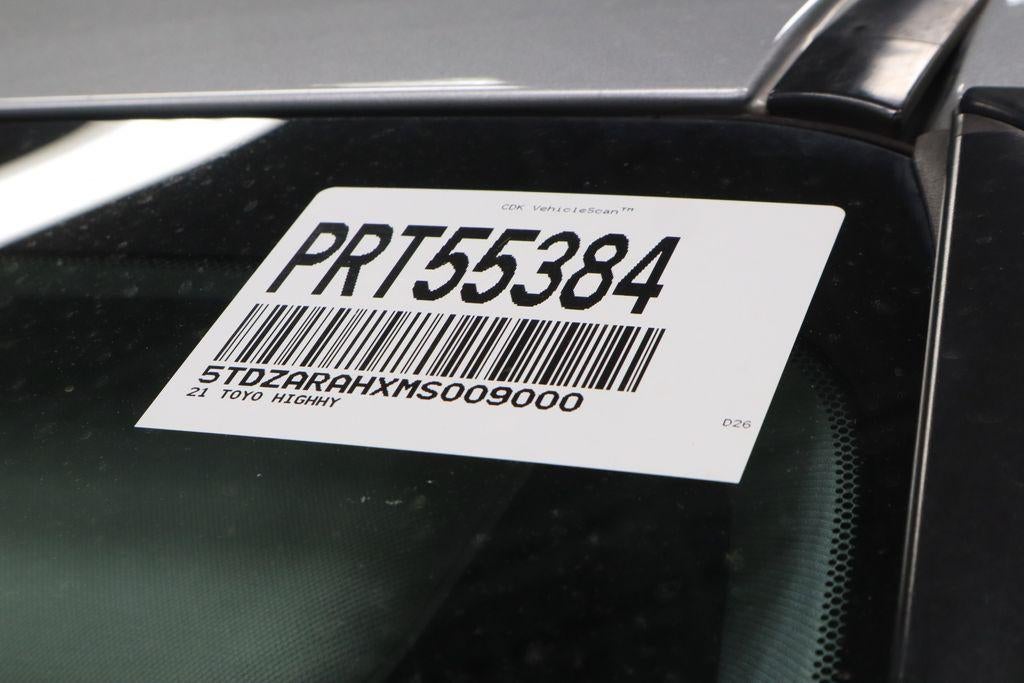 CDK VehicleScan™
PRT55384
5TDZARAHXMS009000
21 TOYO HIGHHY
D26